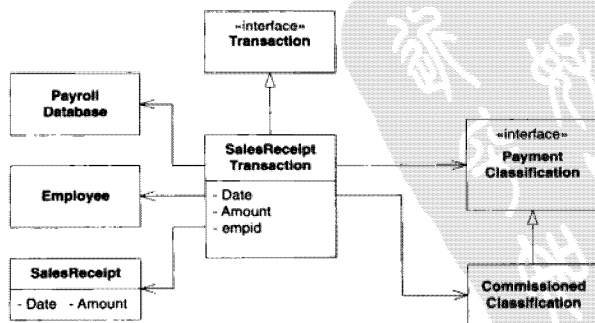 «interface»
Transaction
Payroll
Database
SalesReceipt
Transaction
- Date
- Amount
- empid
«interface»
Payment
Classification
Employee
SalesReceipt
- Date - Amount
Commissioned
Classification